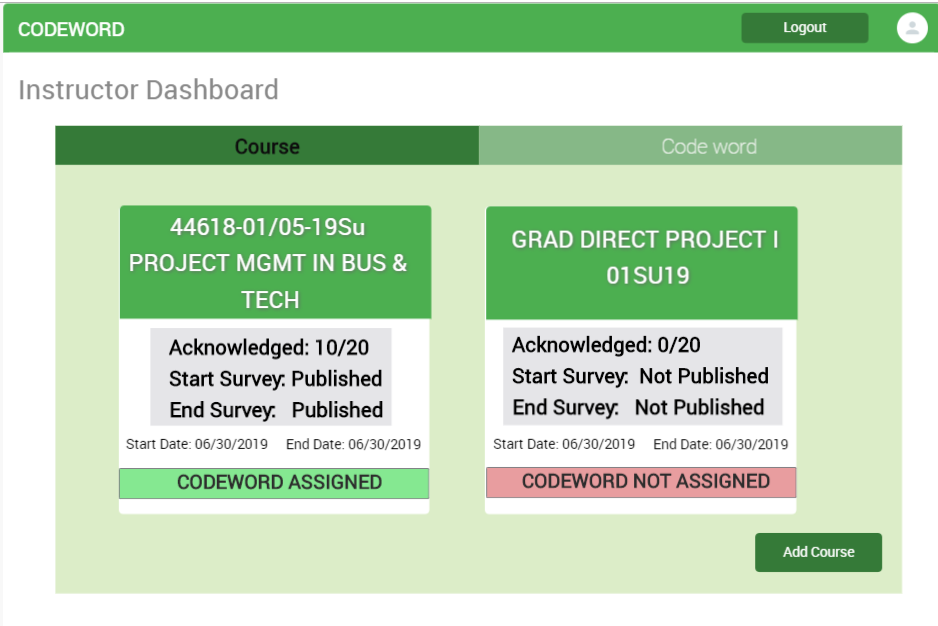 CODEWORD
Logout
Instructor Dashboard
Course
Code word
44618-01/05-19Su
PROJECT MGMT IN BUS &
TECH
Acknowledged: 10/20
Start Survey: Published
End Survey: Published
Start Date: 06/30/2019 End Date: 06/30/2019
CODEWORD ASSIGNED
GRAD DIRECT PROJECT I
01SU19
Acknowledged: 0/20
Start Survey: Not Published
End Survey: Not Published
Start Date: 06/30/2019 End Date: 06/30/2019
CODEWORD NOT ASSIGNED
Add Course